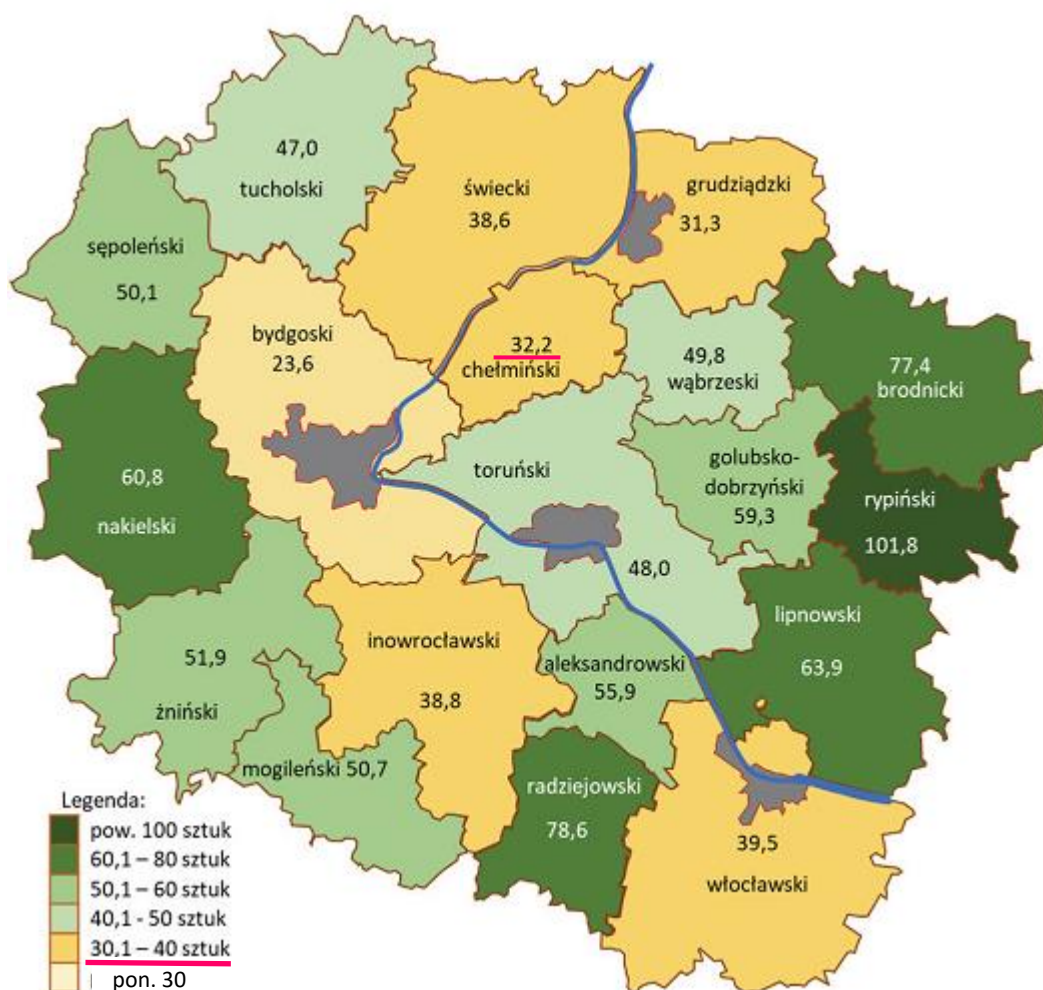 47,0
tucholski
świecki
38,6
grudziądzki
31,3
sępoleński
50,1
bydgoski
23,6
32,2
chełmiński
49,8
wąbrzeski
77,4
brodnicki
60,8
nakielski
toruński
48,0
golubsko-
dobrzyński
59,3
rypiński
101,8
lipnowski
63,9
inowrocławski
38,8
aleksandrowski
55,9
51,9
żniński
mogileński 50,7
radziejowski
78,6
39,5
włocławski
Legenda:
pow. 100 sztuk
60,1 – 80 sztuk
50,1 – 60 sztuk
40,1 - 50 sztuk
30,1 – 40 sztuk
pon. 30